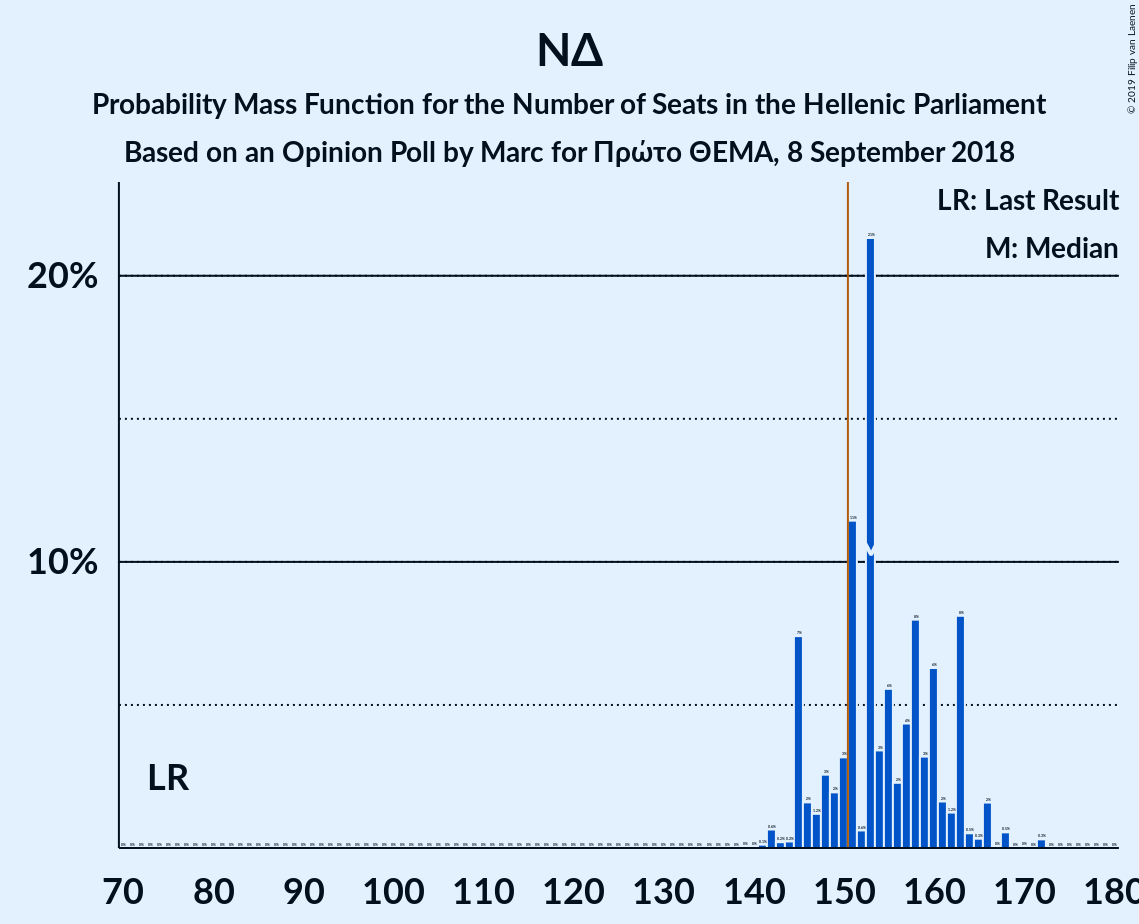 ΝΔ
Probability Mass Function for the Number of Seats in the Hellenic Parliament
Based on an Opinion Poll by Marc for Πρώτο ΘΕΜΑ, 8 September 2018
© 2019 Filip van Laenen
LR: Last Result
M: Median
20%
10%
LR
70 80 90 100 110 120 130 140 150 160 170 180